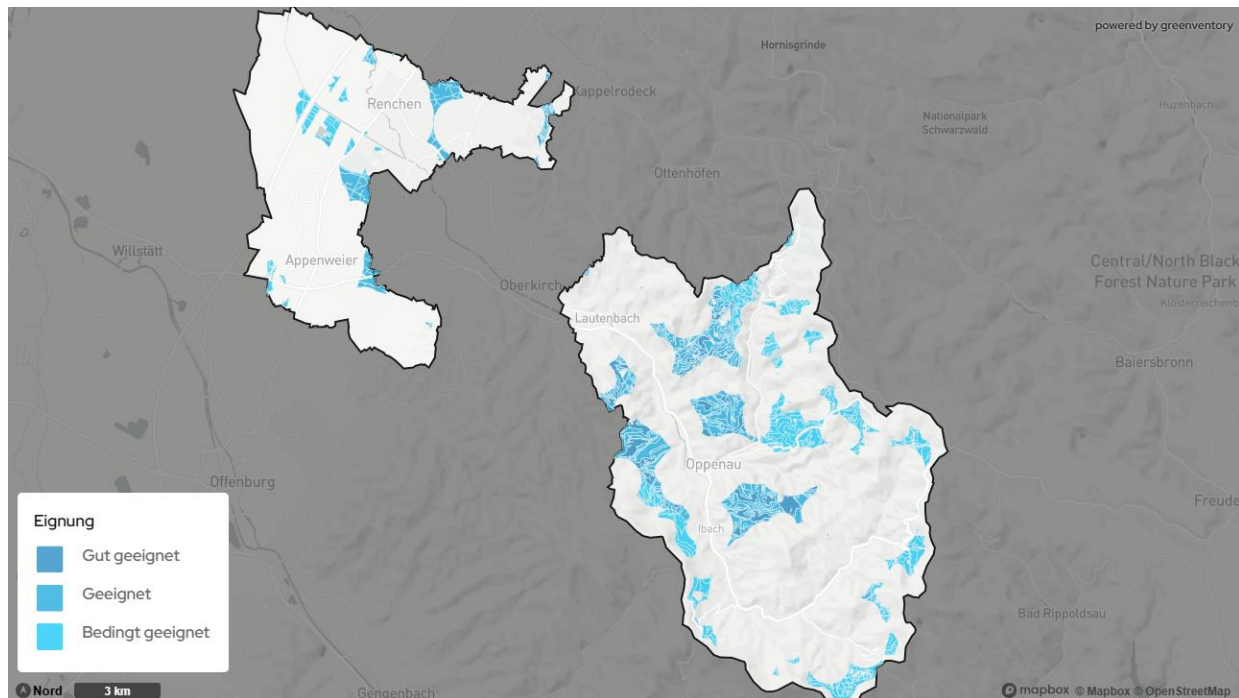 powered by greenventory
Hornisgrinde
Renchen
Kappelrodeck
Huzenbach
Nationalpark
Schwarzwald
Ottenhöfen
Willstätt
Appenweier
Central/North Black
Forest Nature Park
Oberkirch
Klosterreichenb
Lautenbach
Baiersbronn
Oppenau
Offenburg
Freude
Ibach
Eignung
Gut geeignet
Geeignet
Bedingt geeignet
Bad Rippoldsau
Nord
3 km
Gengenbach
mapbox © Mapbox © OpenStreetMap